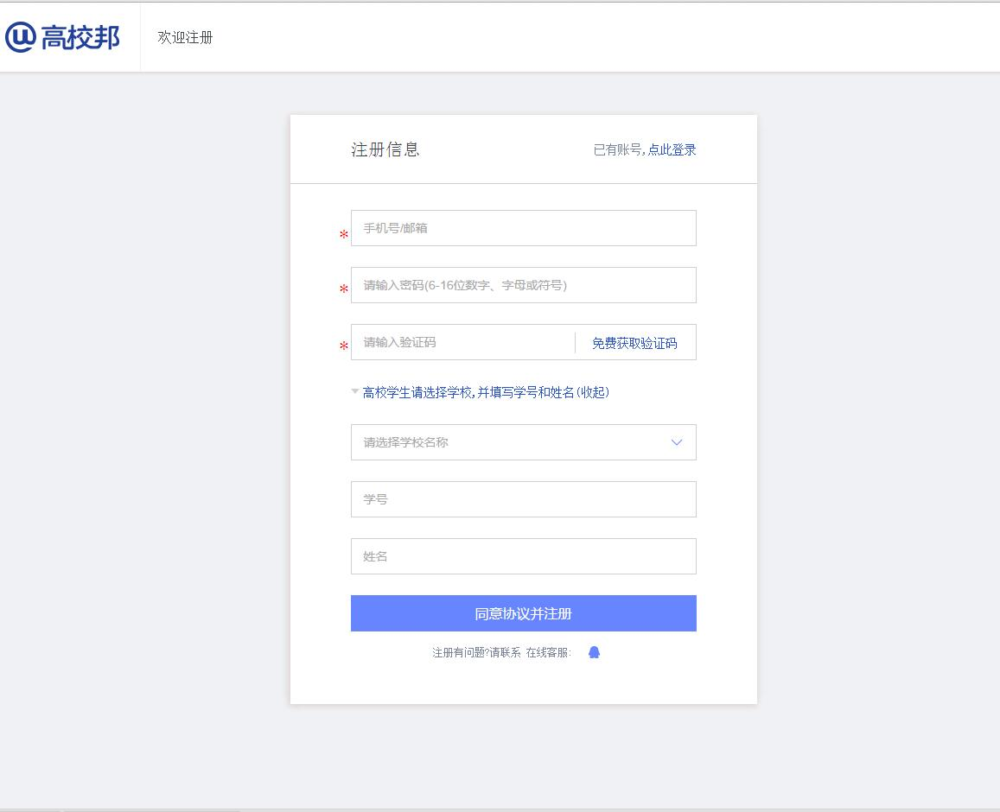 高校邦
欢迎注册
注册信息
已有账号,点此登录
* 手机号/邮箱
* 请输入密码(6-16位数字、字母或符号)
* 请输入验证码 免费获取验证码
高校学生请选择学校,并填写学号和姓名(收起)
请选择学校名称
学号
姓名
同意协议并注册
注册有问题?请联系 在线客服: